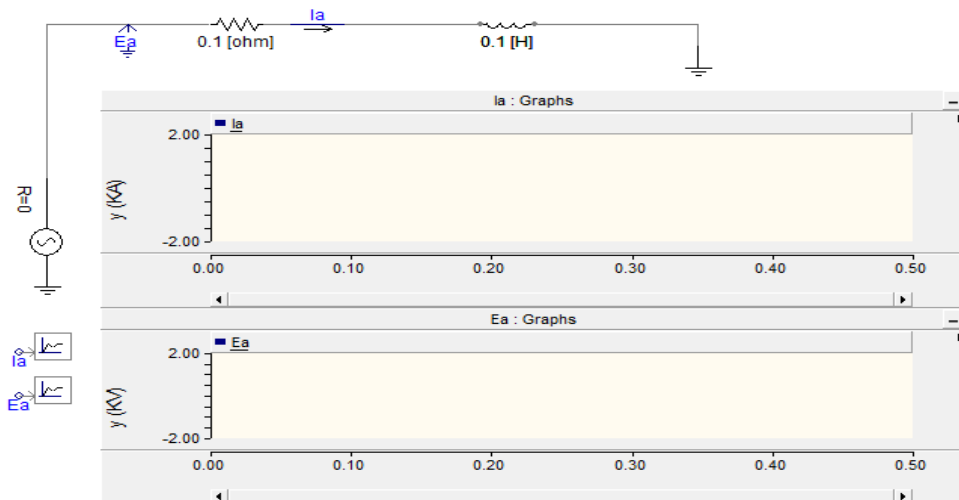 Ia
Ea
0.1 [ohm]
0.1 [H]
R=0
Ia : Graphs
Ia
2.00
y (KA)
-2.00
0.00 0.10 0.20 0.30 0.40 0.50
Ea : Graphs
Ea
2.00
y (KV)
-2.00
0.00 0.10 0.20 0.30 0.40 0.50
Ia
Ea